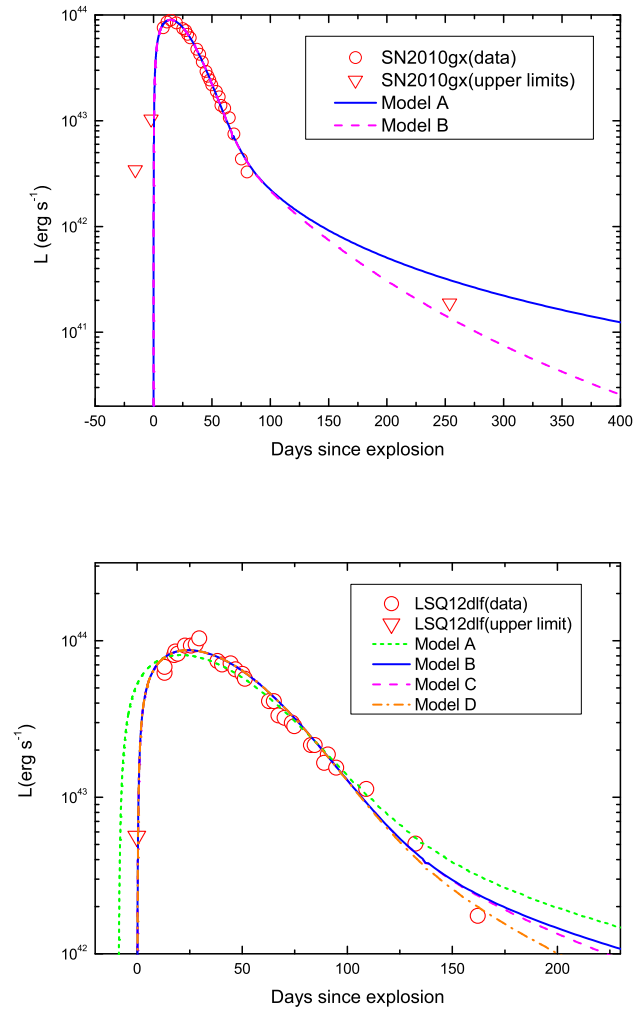 SN2010gx(data)
SN2010gx(upper limits)
Model A
Model B
10^43
10^42
10^41
L (erg s^-1)
-50 0 50 100 150 200 250 300 350 400
Days since explosion
LSQ12dlf(data)
LSQ12dlf(upper limit)
Model A
Model B
Model C
Model D
10^44
10^43
10^42
L(erg s^-1)
0 50 100 150 200
Days since explosion